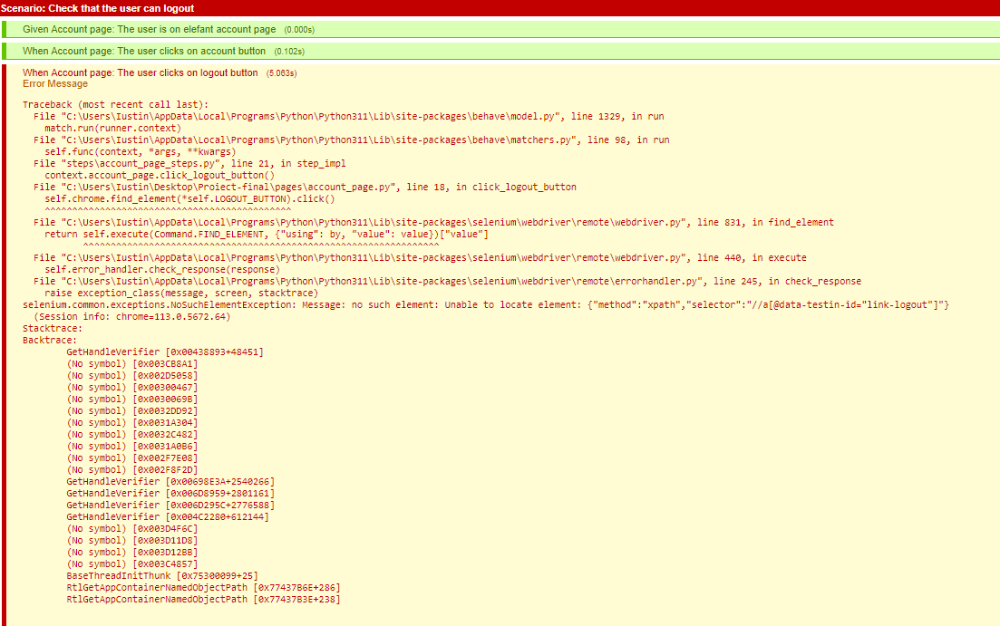 Scenario: Check that the user can logout
Given Account page: The user is on elefant account page (0.000s)
When Account page: The user clicks on account button (0.102s)
When Account page: The user clicks on logout button (5.063s)
Error Message
Traceback (most recent call last):
File "C:\Users\Iustin\AppData\Local\Programs\Python\Python311\Lib\site-packages\behave\model.py", line 1329, in run
match.run(runner.context)
File "C:\Users\Iustin\AppData\Local\Programs\Python\Python311\Lib\site-packages\behave\matchers.py", line 98, in run
self.func(context, *args, **kwargs)
File "steps\account_page_steps.py", line 21, in step_impl
context.account_page.click_logout_button()
File "C:\Users\Iustin\Desktop\Proiect-final\pages\account_page.py", line 18, in click_logout_button
self.chrome.find_element(*self.LOGOUT_BUTTON).click()
^^^^^^^^^^^^^^^^^^^^^^^^^^^^^^^^^^^^^^^^^^^^^
File "C:\Users\Iustin\AppData\Local\Programs\Python\Python311\Lib\site-packages\selenium\webdriver\remote\webdriver.py", line 831, in find_element
return self.execute(Command.FIND_ELEMENT, {"using": by, "value": value})["value"]
^^^^^^^^^^^^^^^^^^^^^^^^^^^^^^^^^^^^^^^^^^^^^^^^^^^^^^^^^^^^^^^^^
File "C:\Users\Iustin\AppData\Local\Programs\Python\Python311\Lib\site-packages\selenium\webdriver\remote\webdriver.py", line 440, in execute
self.error_handler.check_response(response)
File "C:\Users\Iustin\AppData\Local\Programs\Python\Python311\Lib\site-packages\selenium\webdriver\remote\errorhandler.py", line 245, in check_response
raise exception_class(message, screen, stacktrace)
selenium.common.exceptions.NoSuchElementException: Message: no such element: Unable to locate element: {"method":"xpath","selector":"//a[@data-testin-id="link-logout"]"}
(Session info: chrome=113.0.5672.64)
Stacktrace:
Backtrace:
GetHandleVerifier [0x00438893+48451]
(No symbol) [0x003CB8A1]
(No symbol) [0x002D5058]
(No symbol) [0x00300467]
(No symbol) [0x0030069B]
(No symbol) [0x0032DD92]
(No symbol) [0x0031A304]
(No symbol) [0x0032C482]
(No symbol) [0x0031A0B6]
(No symbol) [0x002F7E08]
(No symbol) [0x002F8F2D]
GetHandleVerifier [0x00698E3A+2540266]
GetHandleVerifier [0x006D8959+2801161]
GetHandleVerifier [0x006D295C+2776588]
GetHandleVerifier [0x004C2280+612144]
(No symbol) [0x003D4F6C]
(No symbol) [0x003D11D8]
(No symbol) [0x003D12BB]
(No symbol) [0x003C4857]
BaseThreadInitThunk [0x75300099+25]
RtlGetAppContainerNamedObjectPath [0x77437B6E+286]
RtlGetAppContainerNamedObjectPath [0x77437B3E+238]